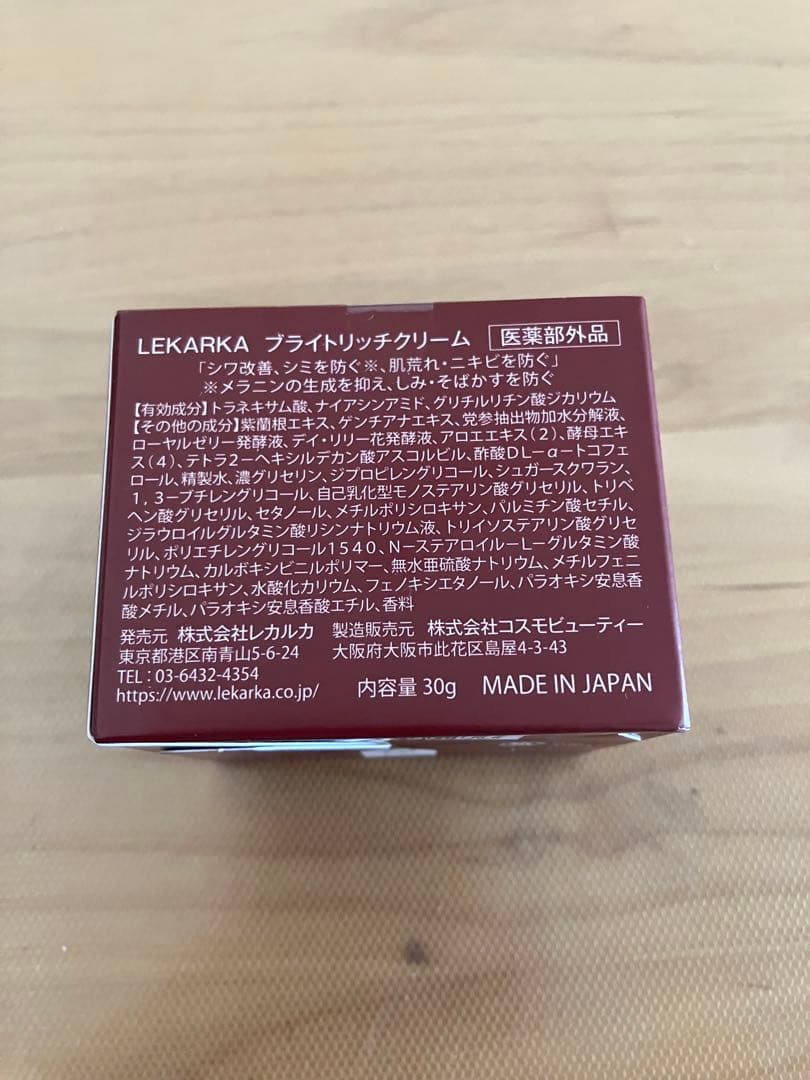 LEKARKA ブライトリッチクリーム 医薬部外品
「シワ改善、シミを防ぐ※、肌荒れ・ニキビを防ぐ」
※メラニンの生成を抑え、しみ・そばかすを防ぐ
【有効成分】トラネキサム酸、ナイアシンアミド、グリチルリチン酸ジカリウム
【その他の成分】紫蘭根エキス、ゲンチアナエキス、党参抽出物加水分解液、
ローヤルゼリー発酵液、デイ・リリー花発酵液、アロエエキス(2)、酵母エキ
ス(4)、テトラ2-ヘキシルデカン酸アスコルビル、酢酸DL-α-トコフェ
ロール、精製水、濃グリセリン、ジプロピレングリコール、シュガースクワラン、
1,3-ブチレングリコール、自己乳化型モノステアリン酸グリセリル、トリベ
ヘン酸グリセリル、セタノール、メチルポリシロキサン、パルミチン酸セチル、
ジラウロイルグルタミン酸リシンナトリウム液、トリイソステアリン酸グリセ
リル、ポリエチレングリコール1540、N-ステアロイル-L-グルタミン酸
ナトリウム、カルボキシビニルポリマー、無水亜硫酸ナトリウム、メチルフェニ
ルポリシロキサン、水酸化カリウム、フェノキシエタノール、パラオキシ安息香
酸メチル、パラオキシ安息香酸エチル、香料
発売元 株式会社レカルカ 製造販売元 株式会社コスモビューティー
東京都港区南青山5-6-24 大阪府大阪市此花区島屋4-3-43
TEL : 03-6432-4354
https://www.lekarka.co.jp/ 内容量 30g MADE IN JAPAN